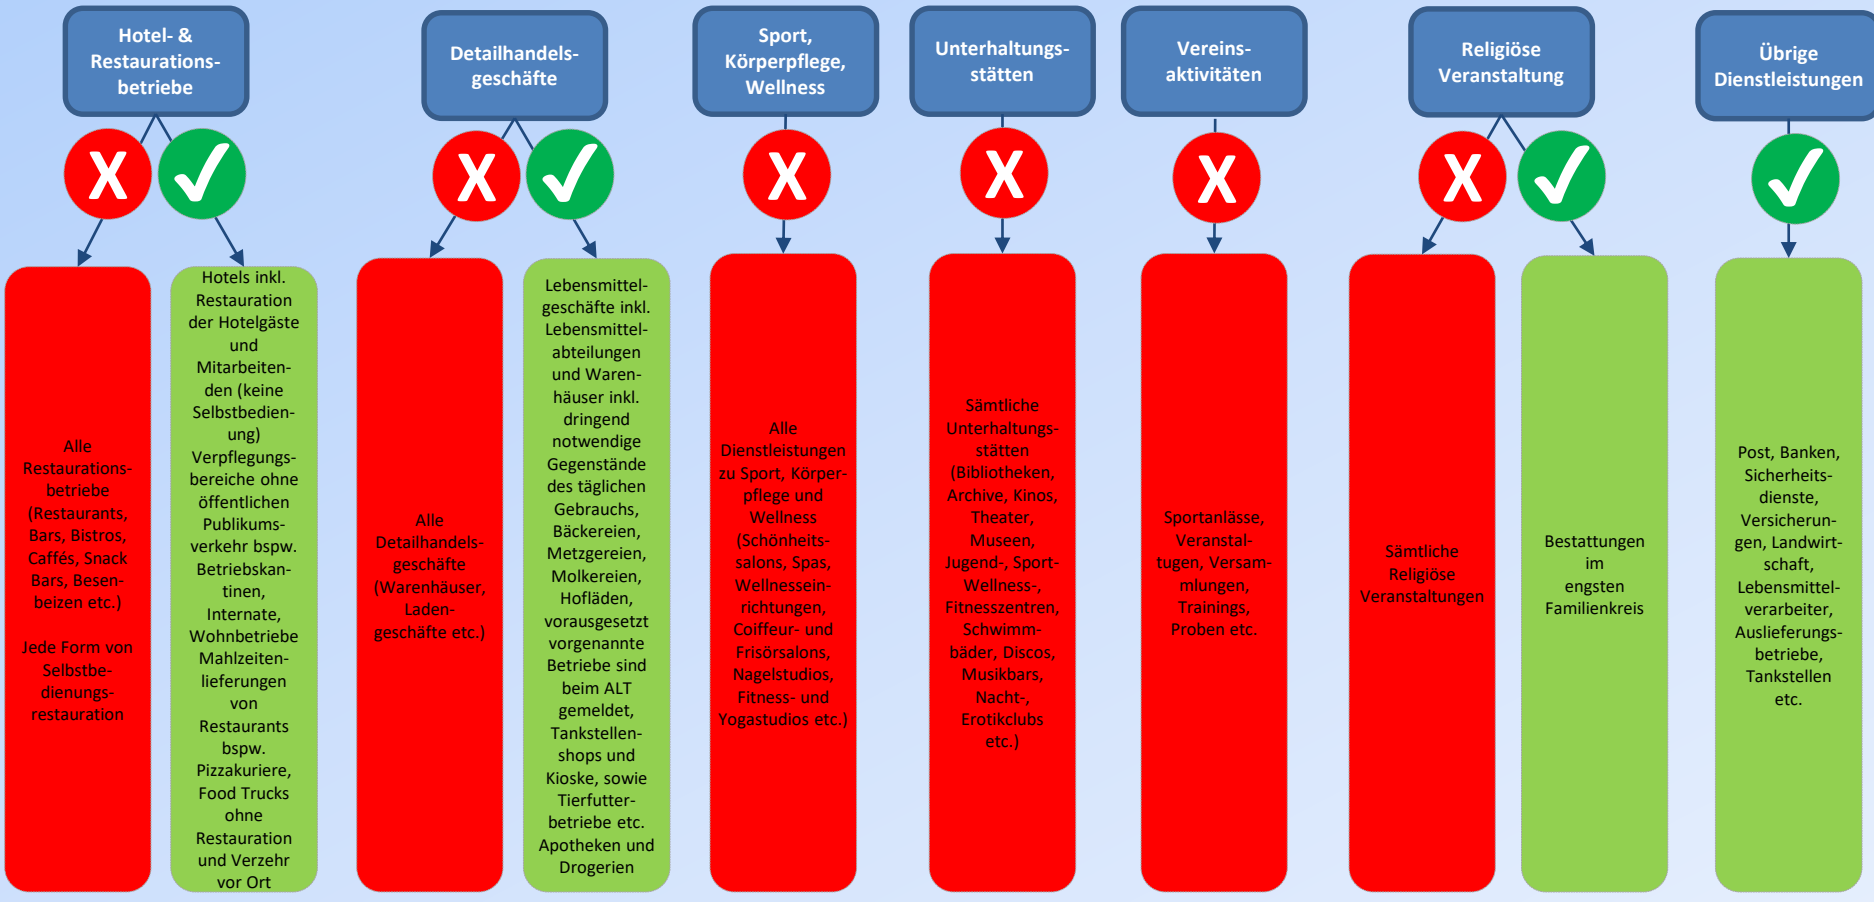 Hotel- &
Restaurations-
betriebe
Detailhandels-
geschäfte
Sport,
Körperpflege,
Wellness
Unterhaltungs-
stätten
Vereins-
aktivitäten
Religiöse
Veranstaltung
Übrige
Dienstleistungen
X
X
X
X
X
X
Alle
Restaurations-
betriebe
(Restaurants,
Bars, Bistros,
Caffés, Snack
Bars, Besen-
beizen etc.)
Jede Form von
Selbstbe-
dienungs-
restauration
Hotels inkl.
Restauration
der Hotelgäste
und
Mitarbeiten-
den (keine
Selbstbedien-
ung)
Verpflegungs-
bereiche ohne
öffentlichen
Publikums-
verkehr bspw.
Betriebskan-
tinen,
Internate,
Wohnbetriebe
Mahlzeiten-
lieferungen
von
Restaurants
bspw.
Pizzakuriere,
Food Trucks
ohne
Restauration
und Verzehr
vor Ort
Alle
Detailhandels-
geschäfte
(Warenhäuser,
Laden-
geschäfte etc.)
Lebensmittel-
geschäfte inkl.
Lebensmittel-
abteilungen
und Waren-
häuser inkl.
dringend
notwendige
Gegenstände
des täglichen
Gebrauchs,
Bäckereien,
Metzgereien,
Molkereien,
Hofläden,
vorausgesetzt
vorgenannte
Betriebe sind
beim ALT
gemeldet,
Tankstellen-
shops und
Kioske, sowie
Tierfutter-
betriebe etc.
Apotheken und
Drogerien
Alle
Dienstleistungen
zu Sport, Körper-
pflege und
Wellness
(Schönheits-
salons, Spas,
Wellnessein-
richtungen,
Coiffeur- und
Frisörsalons,
Nagelstudios,
Fitness- und
Yogastudios etc.)
Sämtliche
Unterhaltungs-
stätten
(Bibliotheken,
Archive, Kinos,
Theater,
Museen,
Jugend-, Sport-
Wellness-,
Fitnesszentren,
Schwimm-
bäder, Discos,
Musikbars,
Nacht-,
Erotikclubs
etc.)
Sportanlässe,
Veranstal-
tugen, Versam-
mlungen,
Trainings,
Proben etc.
Sämtliche
Religiöse
Veranstaltungen
Bestattungen
im
engsten
Familienkreis
Post, Banken,
Sicherheits-
dienste,
Versicherun-
gen, Landwirt-
schaft,
Lebensmittel-
verarbeiter,
Auslieferungs-
betriebe,
Tankstellen
etc.